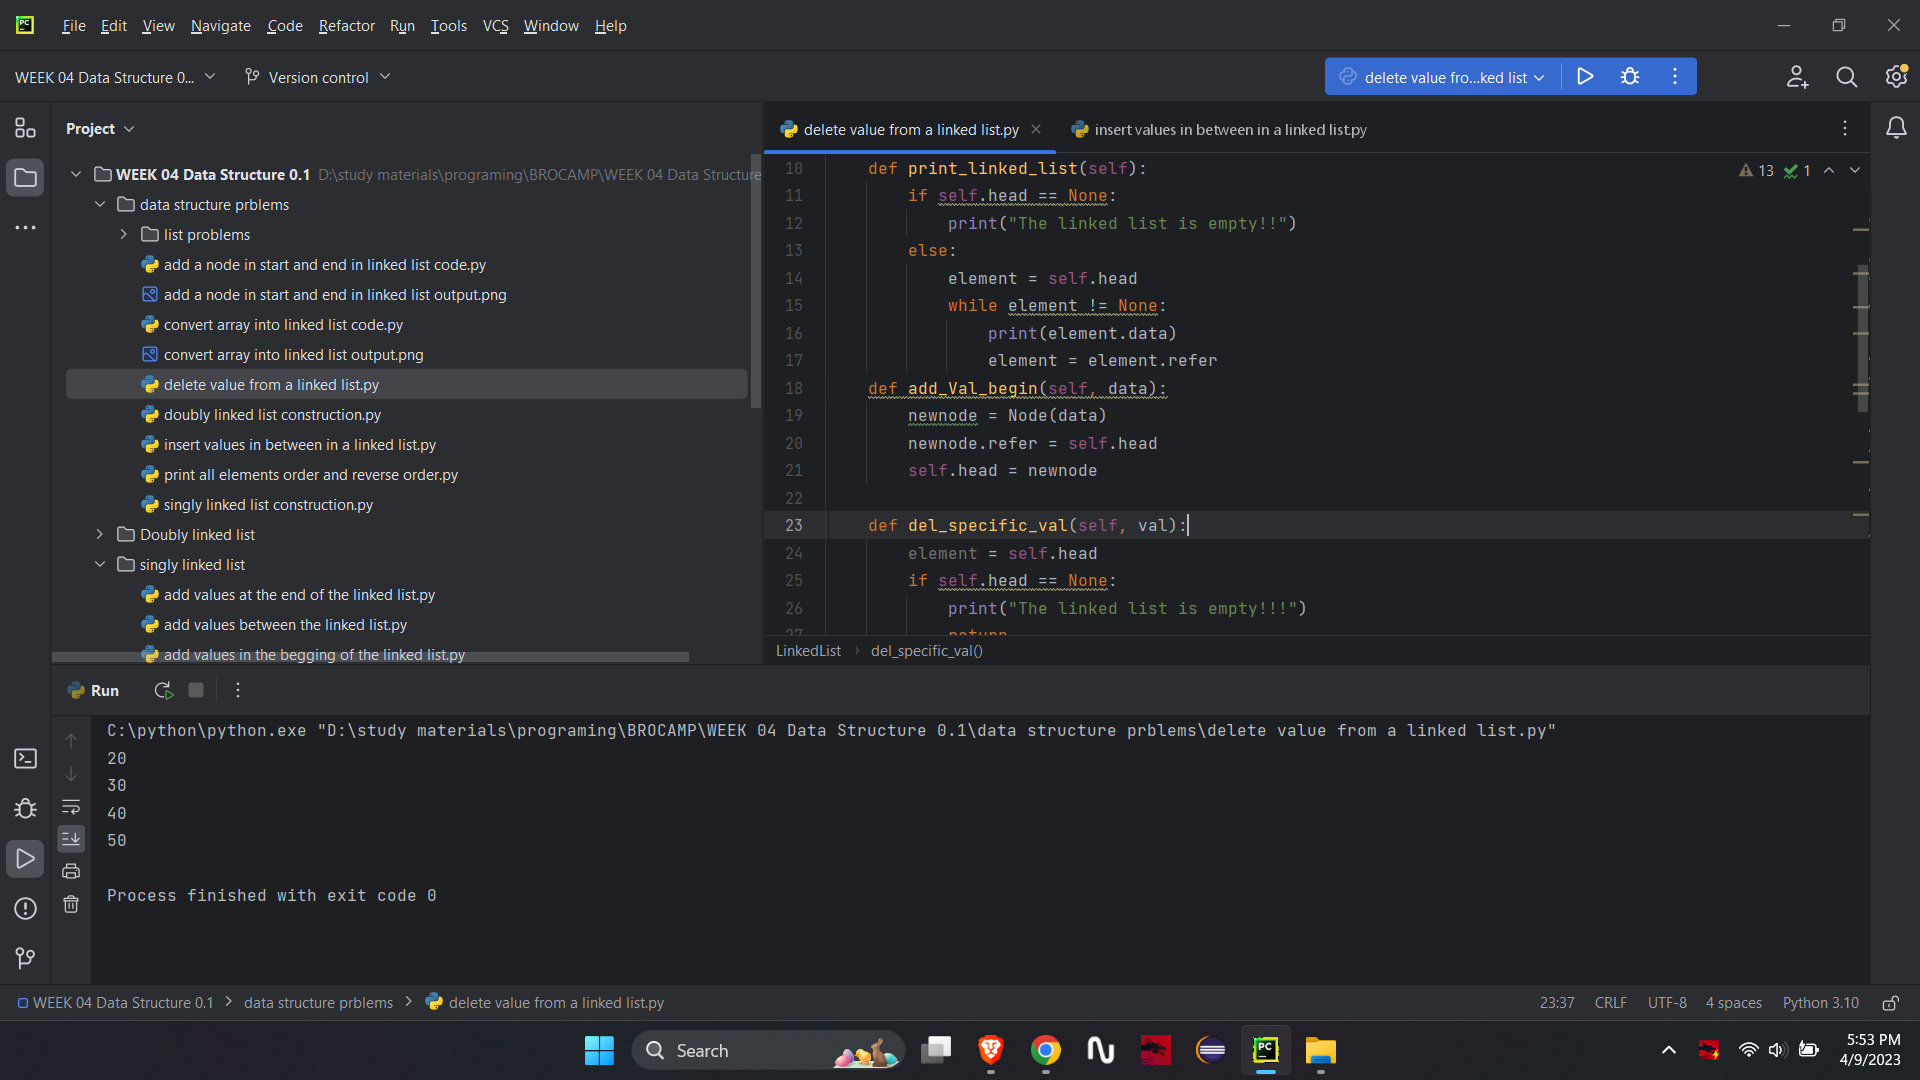 File Edit View Navigate Code Refactor Run Tools VCS Window Help
WEEK 04 Data Structure 0... Version control delete value fro...ked list
Project
delete value from a linked list.py insert values in between in a linked list.py
WEEK 04 Data Structure 0.1 D:\study materials\programing\BROCAMP\WEEK 04 Data Structure
data structure prblems
list problems
add a node in start and end in linked list code.py
add a node in start and end in linked list output.png
convert array into linked list code.py
convert array into linked list output.png
delete value from a linked list.py
doubly linked list construction.py
insert values in between in a linked list.py
print all elements order and reverse order.py
singly linked list construction.py
Doubly linked list
singly linked list
add values at the end of the linked list.py
add values between the linked list.py
add values in the begging of the linked list.py
13 1
10 def print_linked_list(self):
11 if self.head == None:
12 print("The linked list is empty!!")
13 else:
14 element = self.head
15 while element != None:
16 print(element.data)
17 element = element.refer
18 def add_Val_begin(self, data):
19 newnode = Node(data)
20 newnode.refer = self.head
21 self.head = newnode
22
23 def del_specific_val(self, val):
24 element = self.head
25 if self.head == None:
26 print("The linked list is empty!!!")
27 return
LinkedList › del_specific_val()
Run
C:\python\python.exe "D:\study materials\programing\BROCAMP\WEEK 04 Data Structure 0.1\data structure prblems\delete value from a linked list.py"
20
30
40
50
Process finished with exit code 0
WEEK 04 Data Structure 0.1 > data structure prblems > delete value from a linked list.py
23:37 CRLF UTF-8 4 spaces Python 3.10
Search
PC
5:53 PM
4/9/2023